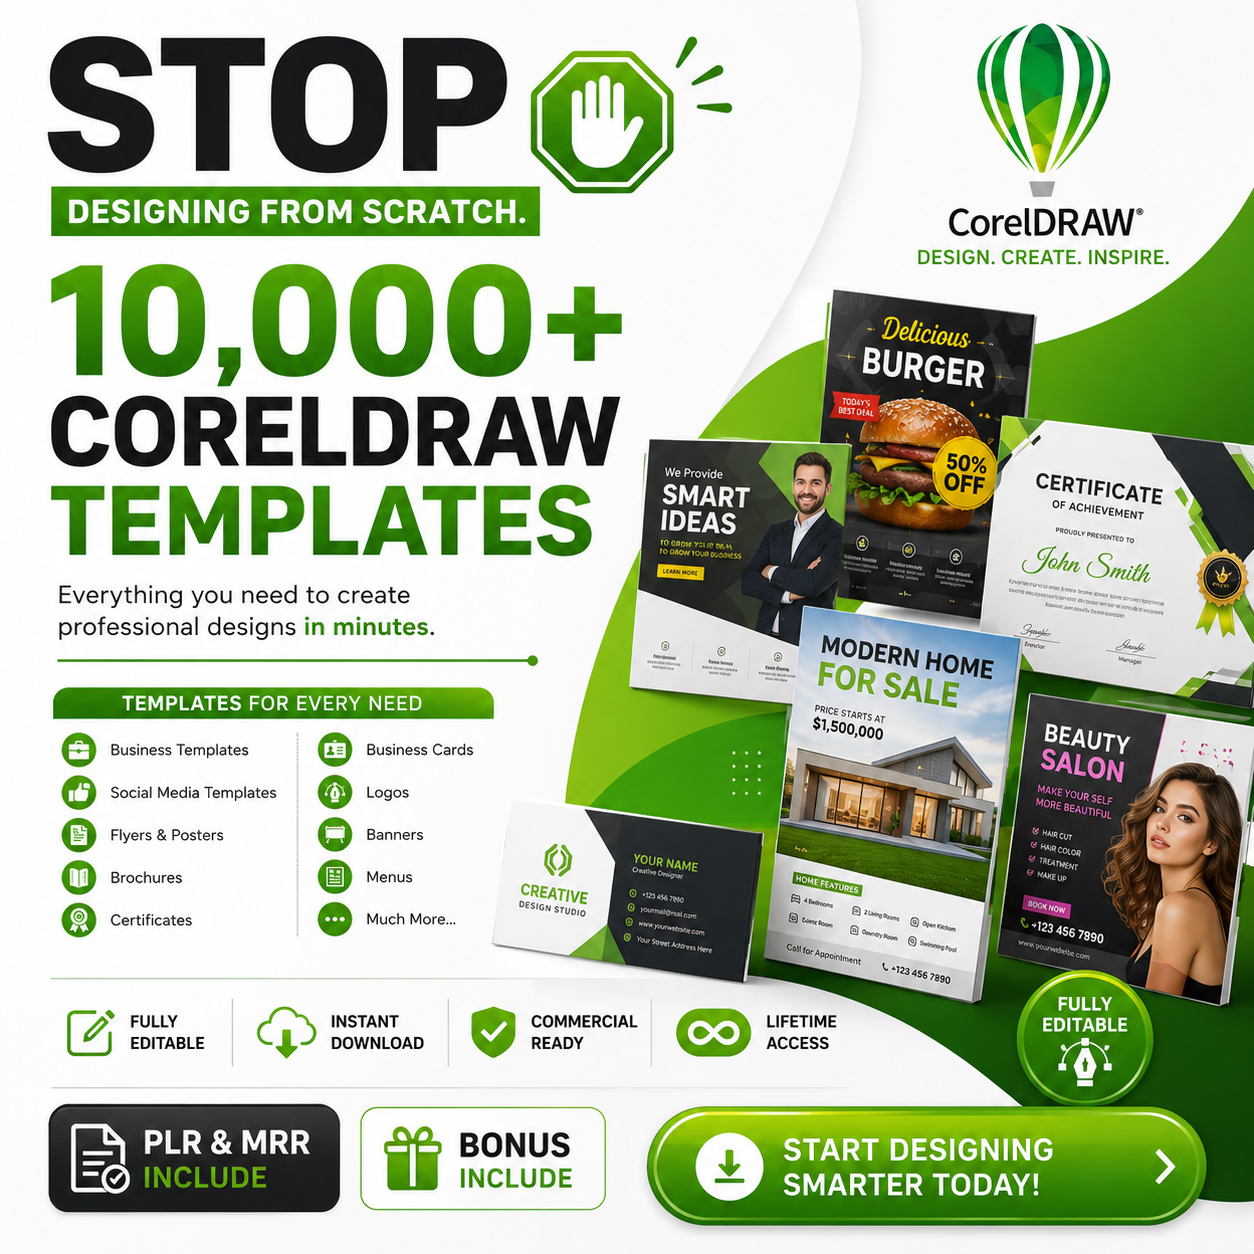 STOP
DESIGNING FROM SCRATCH.
10,000+
CORELDRAW
TEMPLATES
Everything you need to create
professional designs in minutes.
TEMPLATES FOR EVERY NEED
Business Templates
Social Media Templates
Flyers & Posters
Brochures
Certificates
Business Cards
Logos
Banners
Menus
Much More...
CorelDRAW®
DESIGN. CREATE. INSPIRE.
Delicious
BURGER
TODAY'S
BEST DEAL
50%
OFF
We Provide
SMART
IDEAS
TO GROW YOUR BUSINESS
LEARN MORE
CERTIFICATE
OF ACHIEVEMENT
PROUDLY PRESENTED TO
John Smith
Director
Manager
MODERN HOME
FOR SALE
PRICE STARTS AT
$1,500,000
HOME FEATURES
4 Bedrooms
2 Living Rooms
Open Kitchen
Swimming Pool
Call for Appointment
+123 456 7890
BEAUTY
SALON
MAKE YOUR SELF
MORE BEAUTIFUL
HAIR CUT
HAIR COLOR
TREATMENT
MAKE UP
BOOK NOW
+123 456 7890
www.yourwebsite.com
CREATIVE
DESIGN STUDIO
YOUR NAME
Creative Designer
+123 456 7890
yourmail@mail.com
www.yourwebsite.com
Your Street Address Here
FULLY
EDITABLE
INSTANT
DOWNLOAD
COMMERCIAL
READY
LIFETIME
ACCESS
FULLY
EDITABLE
PLR & MRR
INCLUDE
BONUS
INCLUDE
START DESIGNING
SMARTER TODAY!